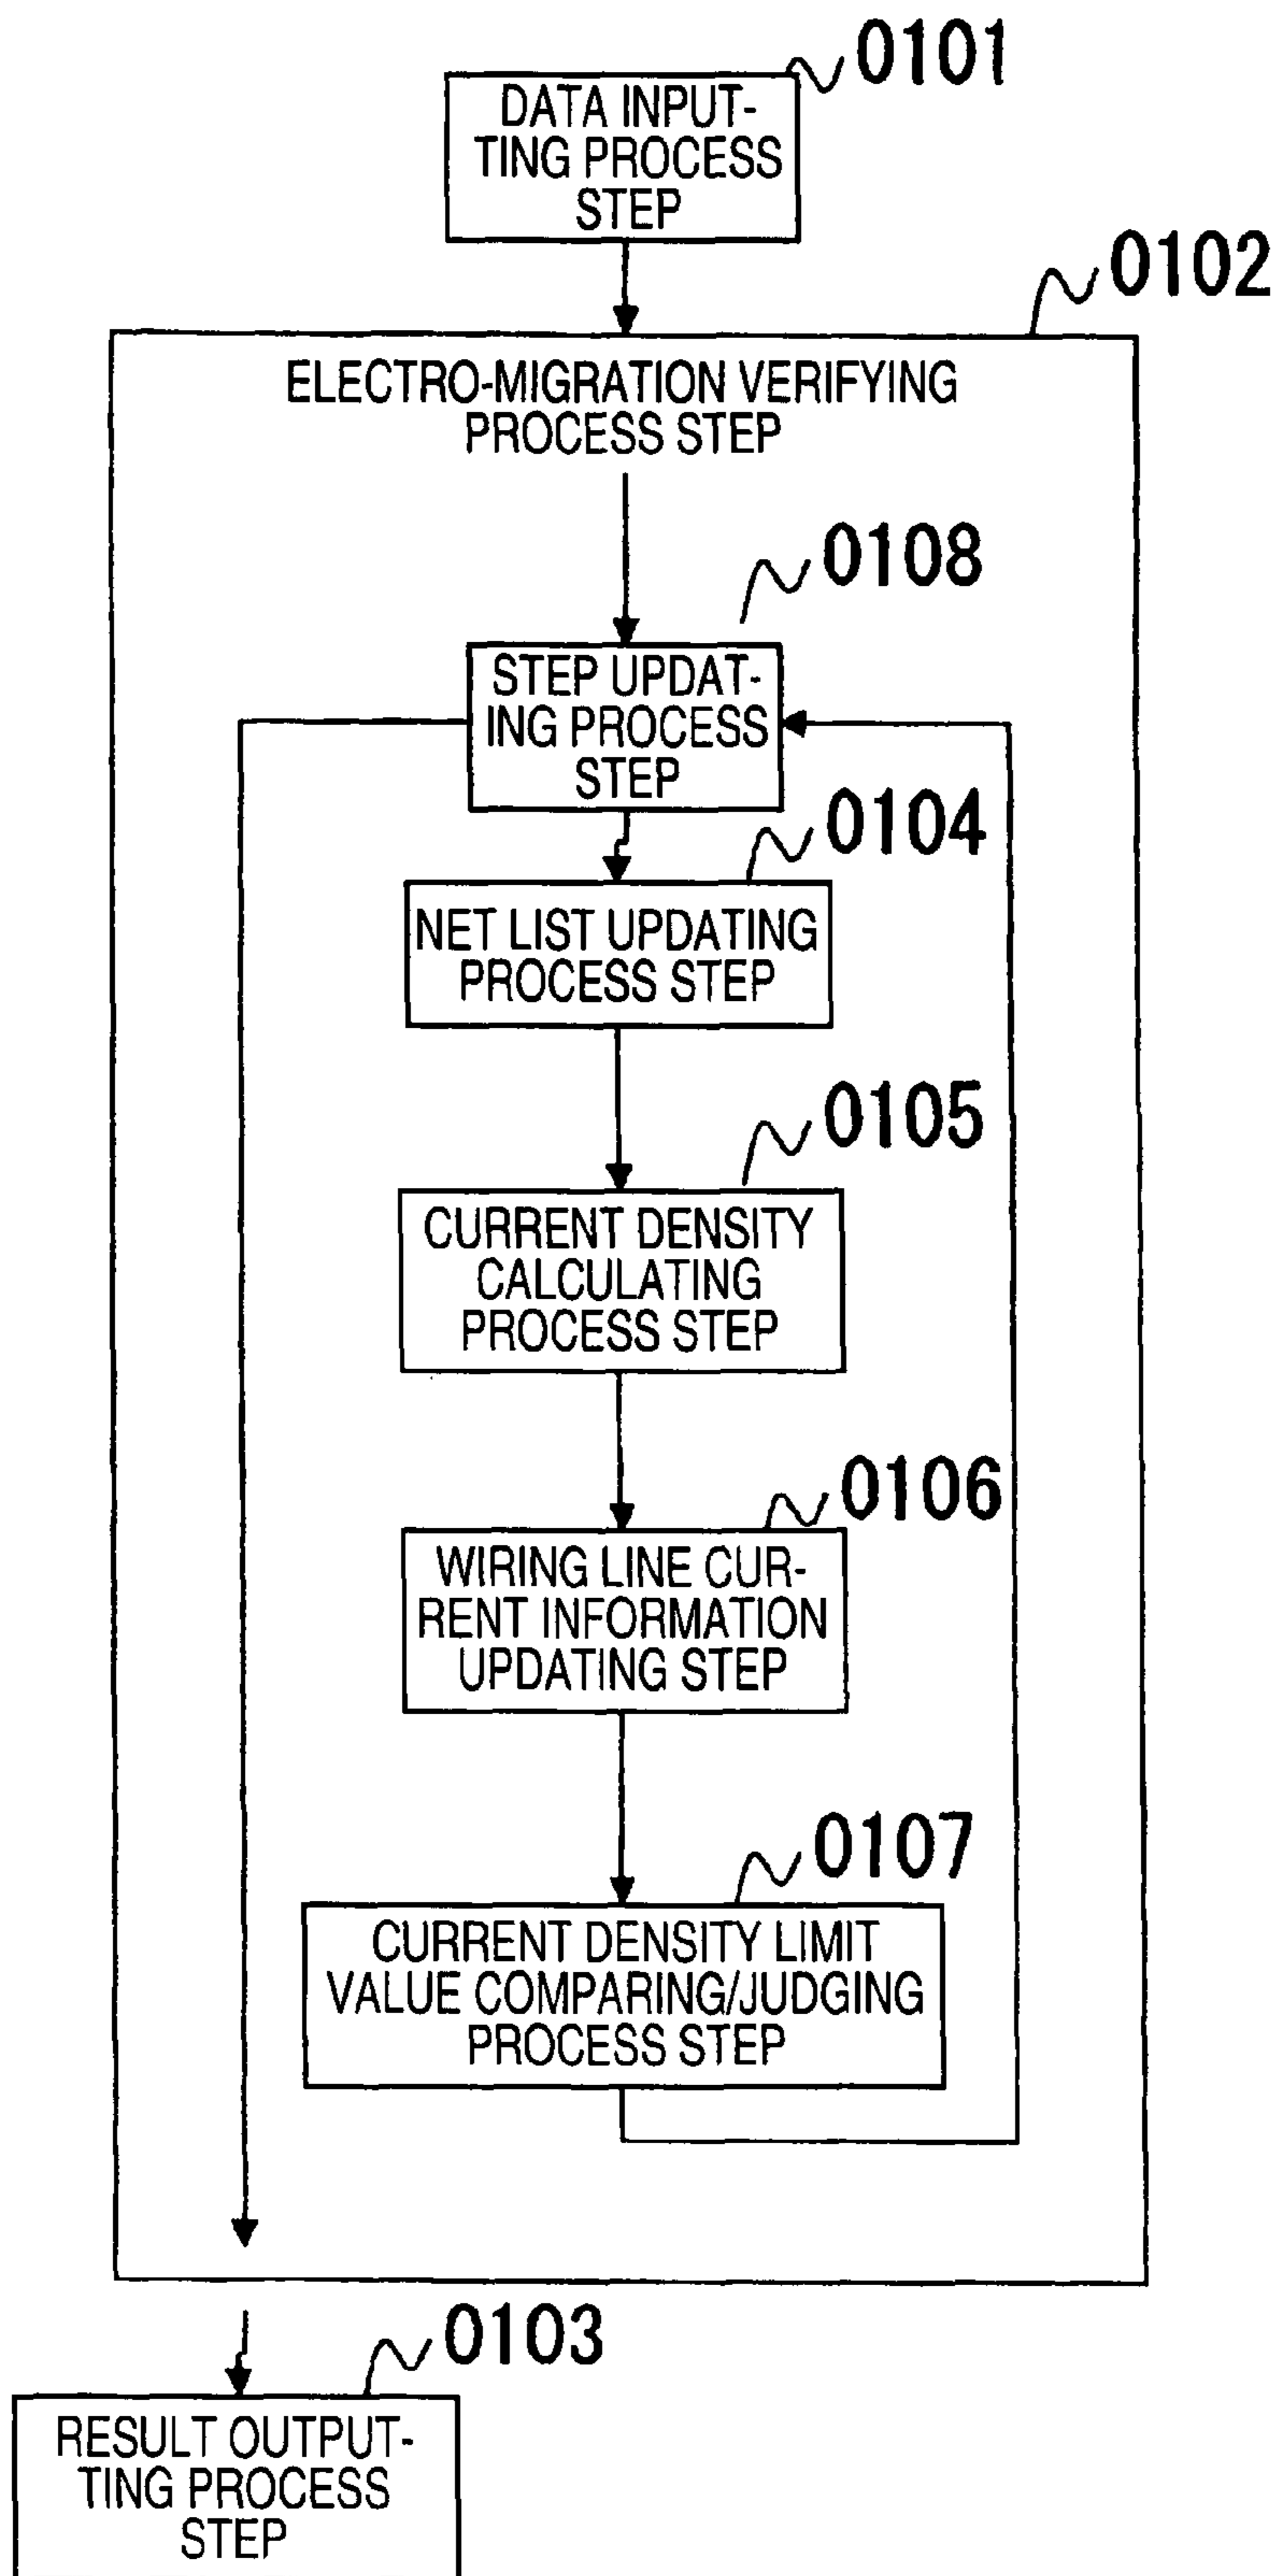 0101
DATA INPUT-
TING PROCESS
STEP
0102
ELECTRO-MIGRATION VERIFYING
PROCESS STEP
0108
STEP UPDAT-
ING PROCESS
STEP
0104
NET LIST UPDATING
PROCESS STEP
0105
CURRENT DENSITY
CALCULATING
PROCESS STEP
0106
WIRING LINE CUR-
RENT INFORMATION
UPDATING STEP
0107
CURRENT DENSITY LIMIT
VALUE COMPARING/JUDGING
PROCESS STEP
0103
RESULT OUTPUT-
TING PROCESS
STEP